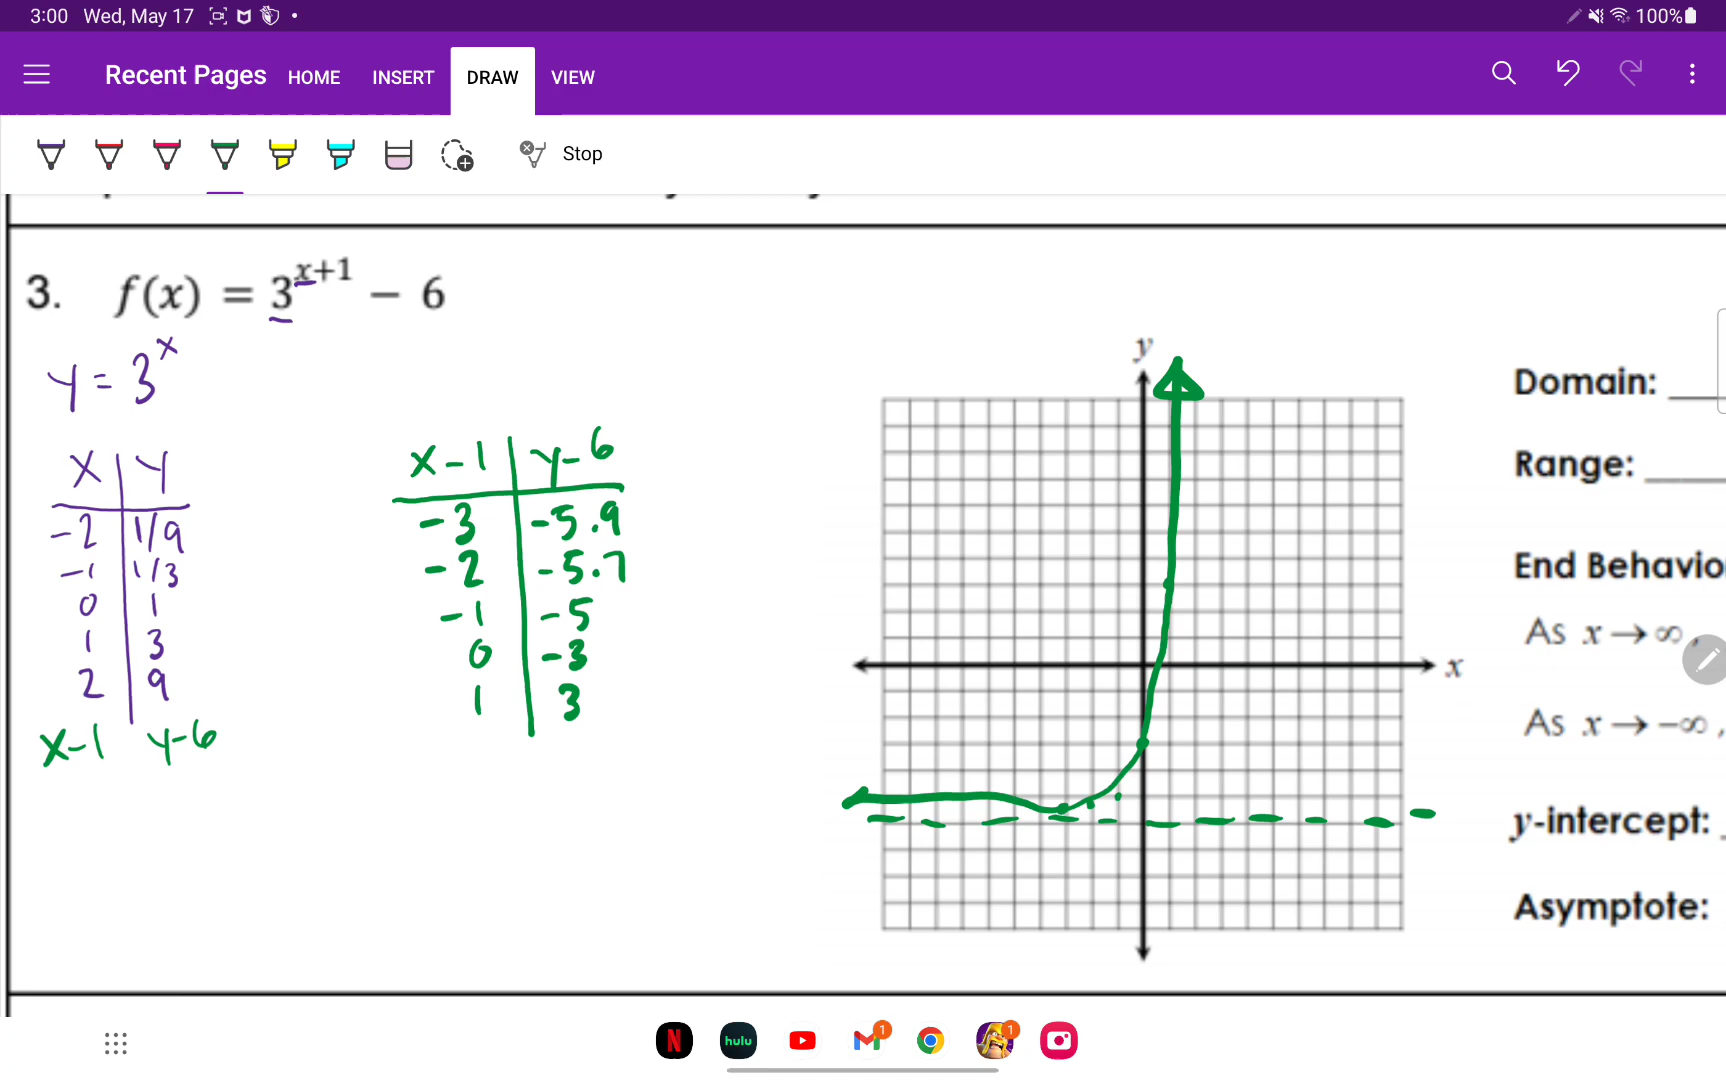 3:00 Wed, May 17 100%
Recent Pages HOME INSERT DRAW VIEW
Stop
3. f(x) = 3^{x+1} − 6
y = 3^x
x | y
-2 | 1/9
-1 | 1/3
0 | 1
1 | 3
2 | 9
x-1 y-6
x-1 | y-6
-3 | -5.9
-2 | -5.7
-1 | -5
0 | -3
1 | 3
y
x
Domain:
Range:
End Behavio
As x → ∞,
As x → −∞,
y-intercept:
Asymptote:
N hulu 1 1